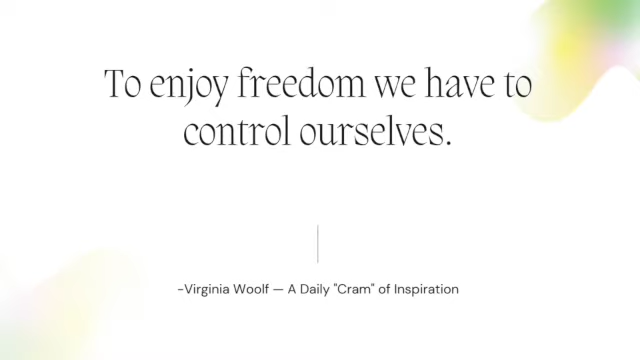 To enjoy freedom we have to
control ourselves.
-Virginia Woolf — A Daily "Cram" of Inspiration